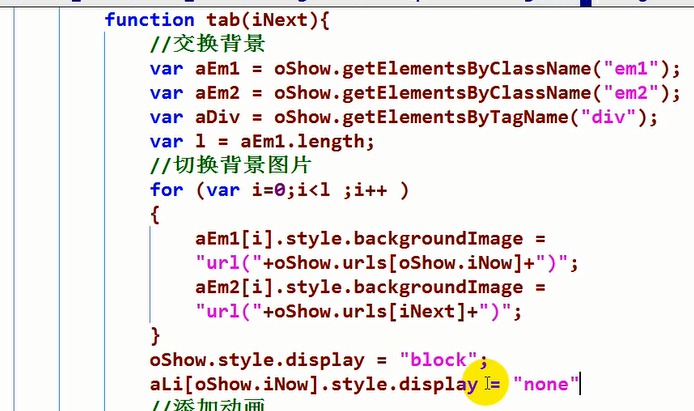 function tab(iNext){
//交换背景
var aEm1 = oShow.getElementsByClassName("em1");
var aEm2 = oShow.getElementsByClassName("em2");
var aDiv = oShow.getElementsByTagName("div");
var l = aEm1.length;
//切换背景图片
for (var i=0;i<l ;i++ )
{
aEm1[i].style.backgroundImage =
"url("+oShow.urls[oShow.iNow]+")";
aEm2[i].style.backgroundImage =
"url("+oShow.urls[iNext]+")";
}
oShow.style.display = "block";
aLi[oShow.iNow].style.display = "none"
//添加动画